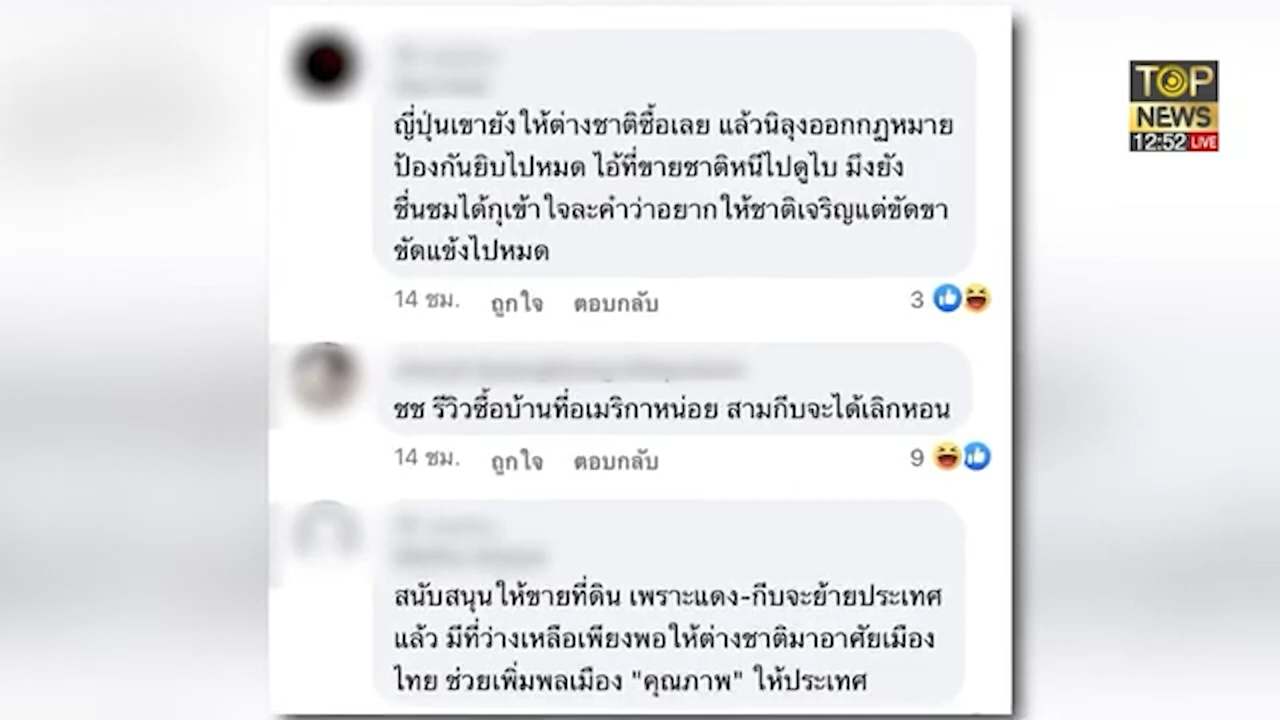 TOP
NEWS
12:52 LIVE
ญี่ปุ่นเขายังให้ต่างชาติซื้อเลย แล้วนิลุงออกกฏหมาย
ป้องกันยิบไปหมด ไอ้ที่ขายชาติหนีไปดูไบ มึงยัง
ชื่นชมได้กุเข้าใจละคำว่าอยากให้ชาติเจริญแต่ขัดขา
ขัดแข้งไปหมด
14 ชม. ถูกใจ ตอบกลับ 3
ชช รีวิวซื้อบ้านที่อเมริกาหน่อย สามกีบจะได้เลิกหอน
14 ชม. ถูกใจ ตอบกลับ 9
สนับสนุนให้ขายที่ดิน เพราะแดง-กีบจะย้ายประเทศ
แล้ว มีที่ว่างเหลือเพียงพอให้ต่างชาติมาอาศัยเมือง
ไทย ช่วยเพิ่มพลเมือง "คุณภาพ" ให้ประเทศ